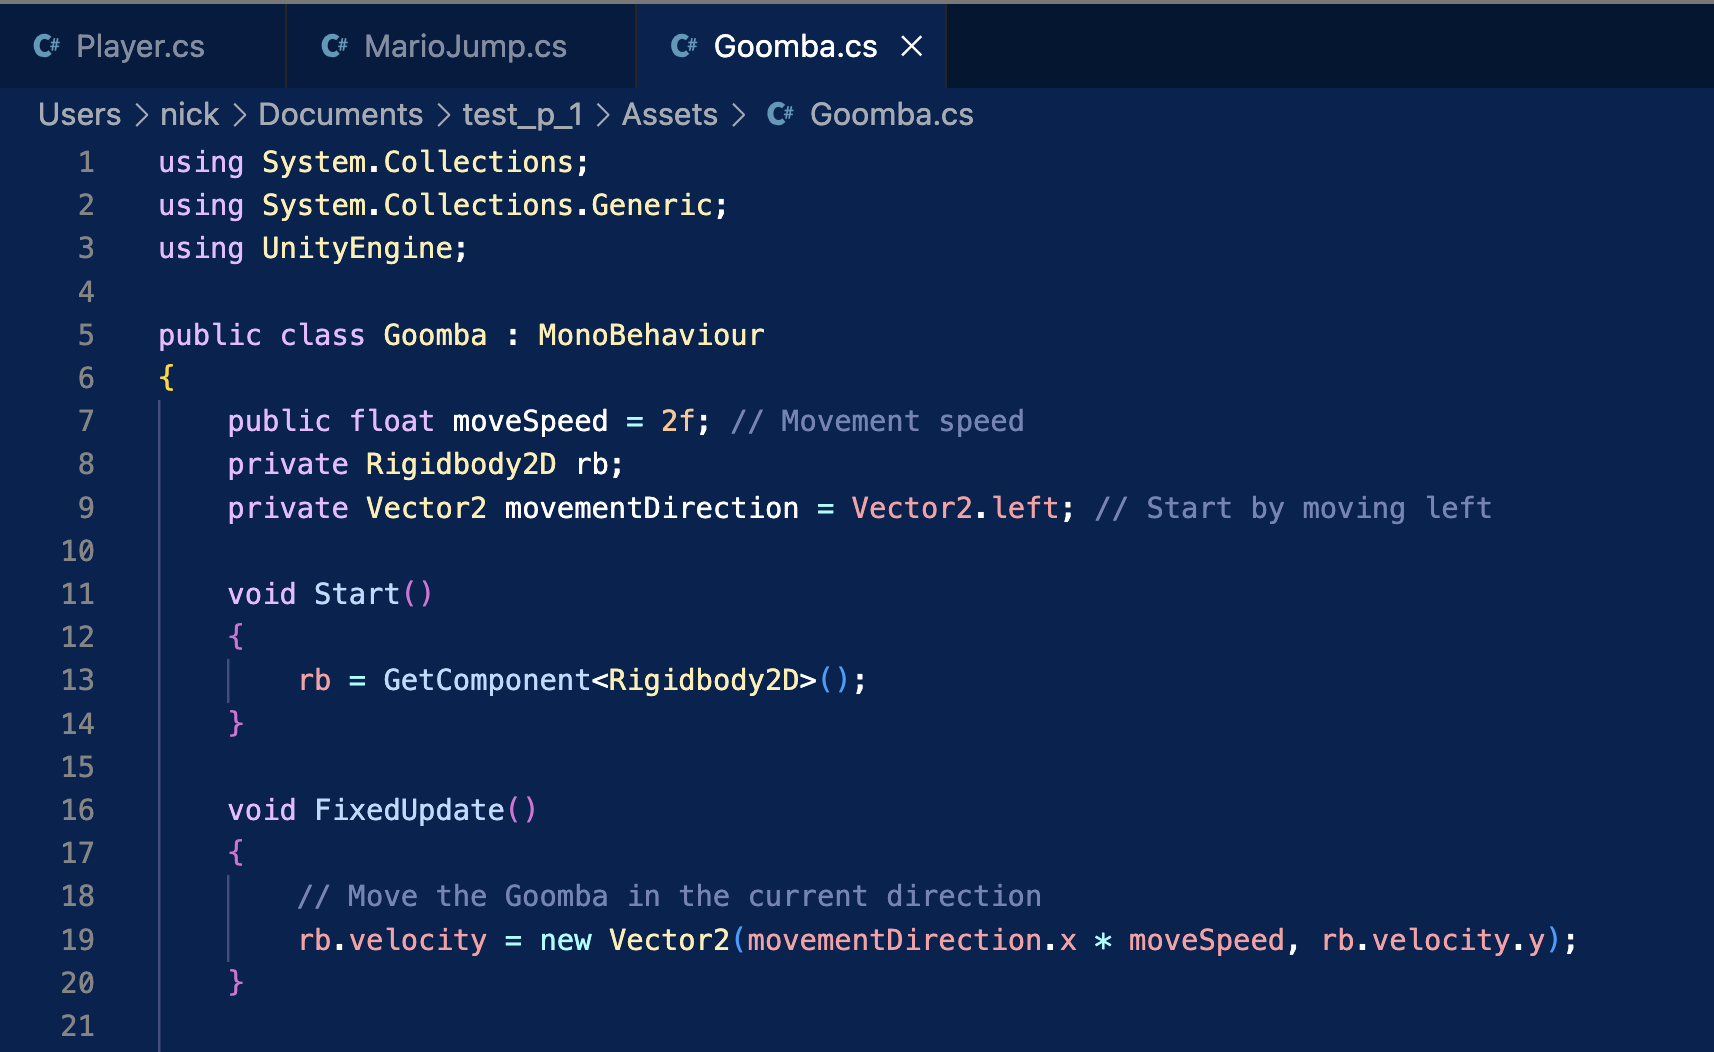 C# Player.cs C# MarioJump.cs C# Goomba.cs ×
Users > nick > Documents > test_p_1 > Assets > C# Goomba.cs
1 using System.Collections;
2 using System.Collections.Generic;
3 using UnityEngine;
4
5 public class Goomba : MonoBehaviour
6 {
7     public float moveSpeed = 2f; // Movement speed
8     private Rigidbody2D rb;
9     private Vector2 movementDirection = Vector2.left; // Start by moving left
10
11     void Start()
12     {
13         rb = GetComponent<Rigidbody2D>();
14     }
15
16     void FixedUpdate()
17     {
18         // Move the Goomba in the current direction
19         rb.velocity = new Vector2(movementDirection.x * moveSpeed, rb.velocity.y);
20     }
21